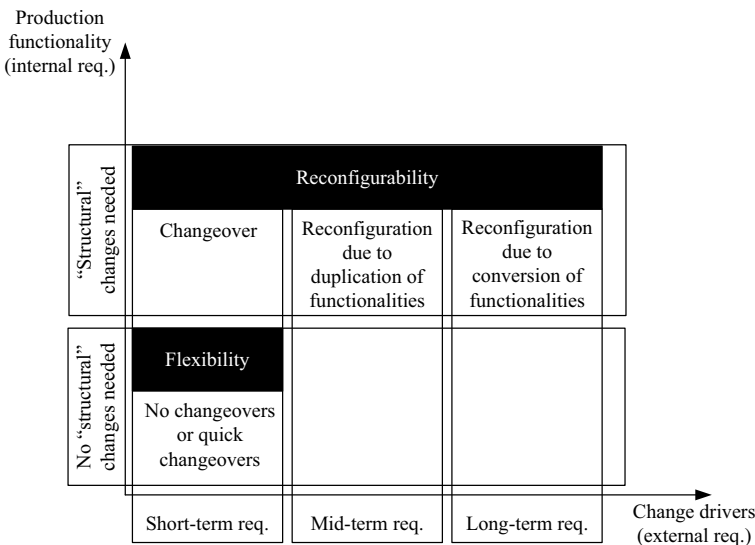 Production
functionality
(internal req.)
“Structural”
changes needed
Reconfigurability
Changeover
Reconfiguration
due to
duplication of
functionalities
Reconfiguration
due to
conversion of
functionalities
No “structural”
changes needed
Flexibility
No changeovers
or quick
changeovers
Short-term req.
Mid-term req.
Long-term req.
Change drivers
(external req.)